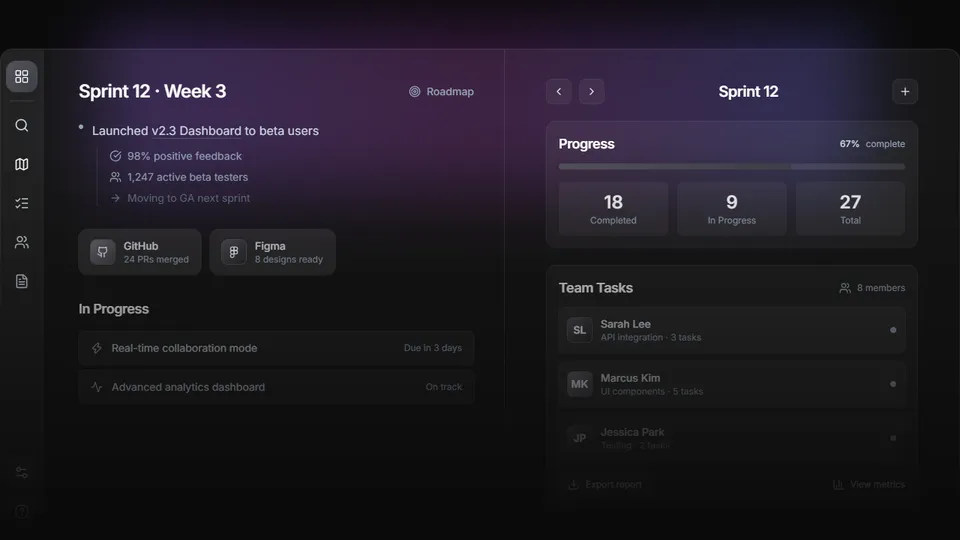 Sprint 12 · Week 3
Roadmap
Launched v2.3 Dashboard to beta users
98% positive feedback
1,247 active beta testers
Moving to GA next sprint
GitHub
24 PRs merged
Figma
8 designs ready
In Progress
Real-time collaboration mode
Due in 3 days
Advanced analytics dashboard
On track
Sprint 12
Progress
67% complete
18
Completed
9
In Progress
27
Total
Team Tasks
8 members
SL
Sarah Lee
API integration · 3 tasks
MK
Marcus Kim
UI components · 5 tasks
JP
Jessica Park
Testing · 2 tasks
Export report
View metrics